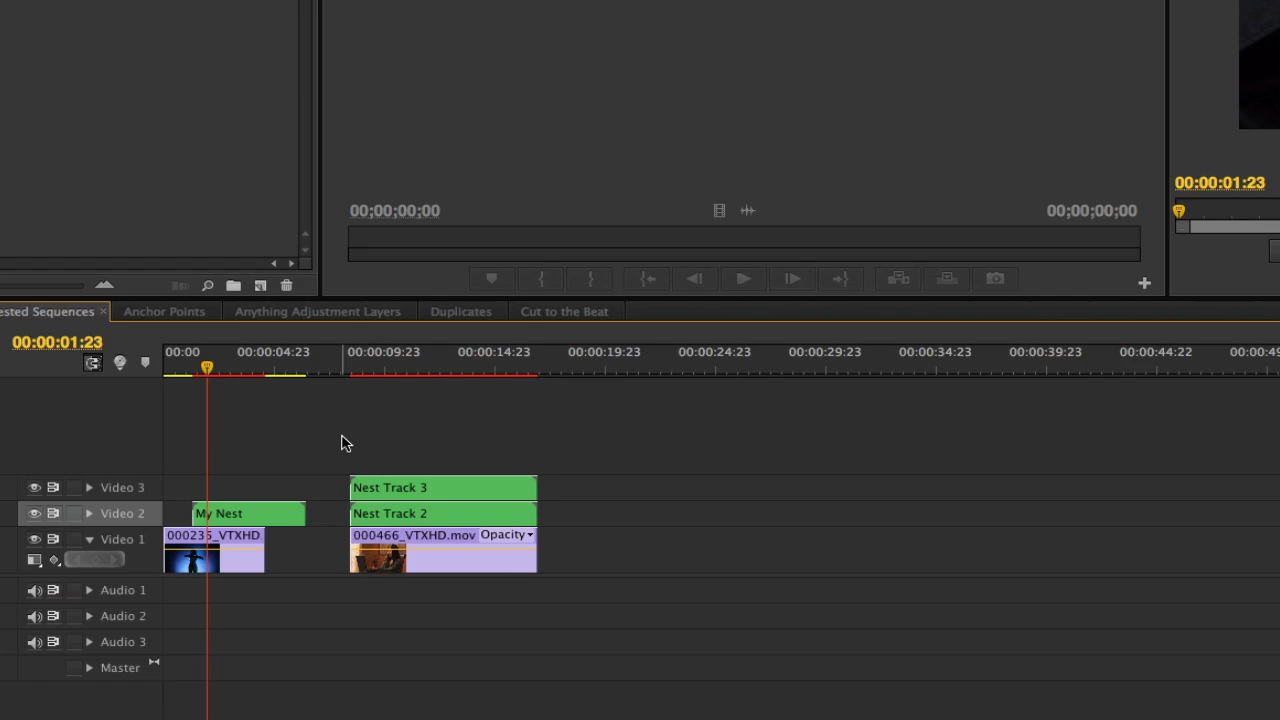 00:00:01:23
00;00;00;00
00;00;00;00
ested Sequences ×
Anchor Points
Anything Adjustment Layers
Duplicates
Cut to the Beat
00:00:01:23
00:00
00:00:04:23
00:00:09:23
00:00:14:23
00:00:19:23
00:00:24:23
00:00:29:23
00:00:34:23
00:00:39:23
00:00:44:22
00:00:49
Video 3
Nest Track 3
Video 2
My Nest
Nest Track 2
Video 1
000235_VTXHD.
000466_VTXHD.mov
Opacity
Audio 1
Audio 2
Audio 3
Master